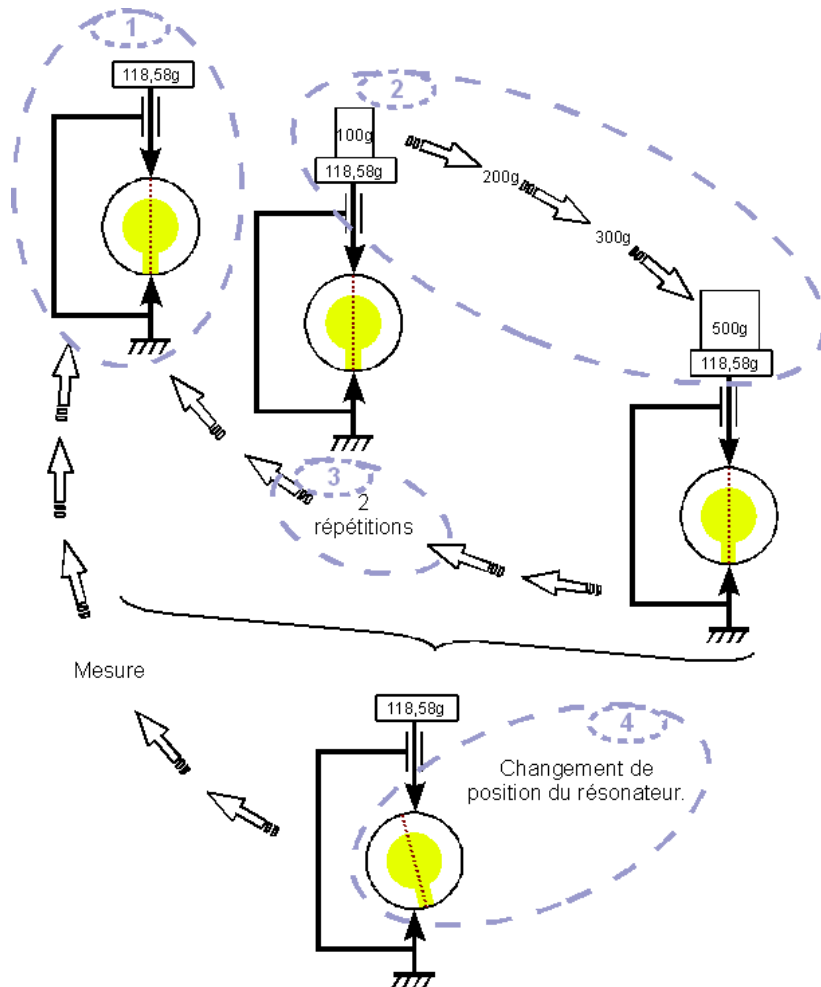 1
118,58g
2
100g
118,58g
200g
300g
500g
118,58g
3
2
répétitions
Mesure
118,58g
4
Changement de
position du résonateur.